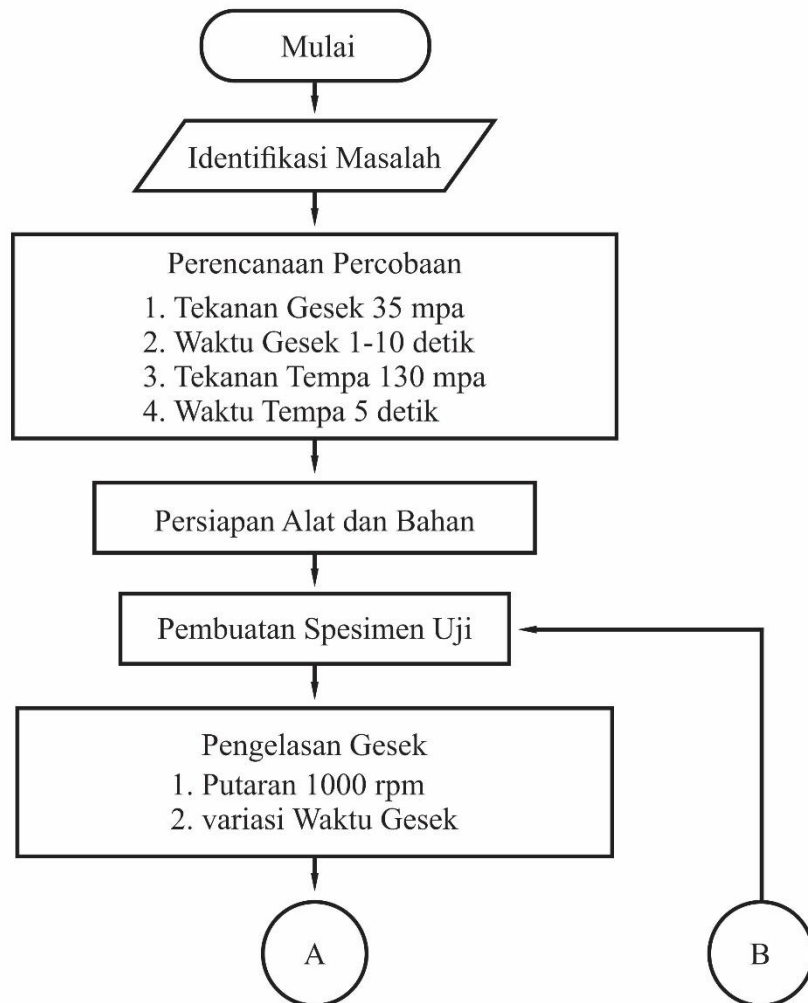 Mulai
Identifikasi Masalah
Perencanaan Percobaan
1. Tekanan Gesek 35 mpa
2. Waktu Gesek 1-10 detik
3. Tekanan Tempa 130 mpa
4. Waktu Tempa 5 detik
Persiapan Alat dan Bahan
Pembuatan Spesimen Uji
Pengelasan Gesek
1. Putaran 1000 rpm
2. variasi Waktu Gesek
A
B